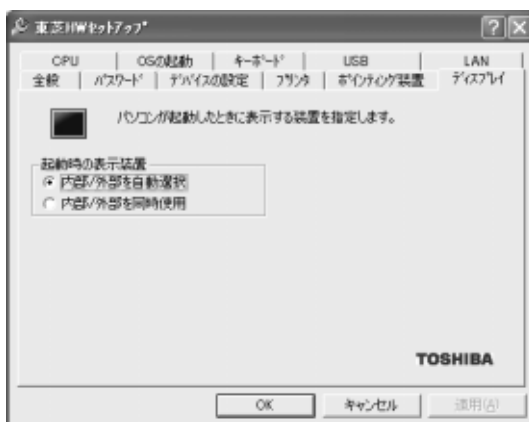 東芝HWセットアップ
CPU OSの起動 キーボード USB LAN
全般 パスワード デバイスの設定 プリンタ ポインティング装置 ディスプレイ
パソコンが起動したときに表示する装置を指定します。
起動時の表示装置
内部/外部を自動選択
内部/外部を同時使用
TOSHIBA
OK キャンセル 適用(A)